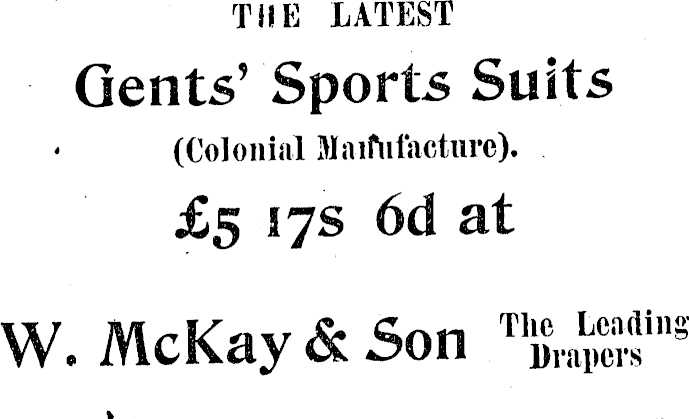 THE LATEST
Gents' Sports Suits
(Colonial Manufacture).
£5 17s 6d at
W. McKay & Son The Leading
Drapers